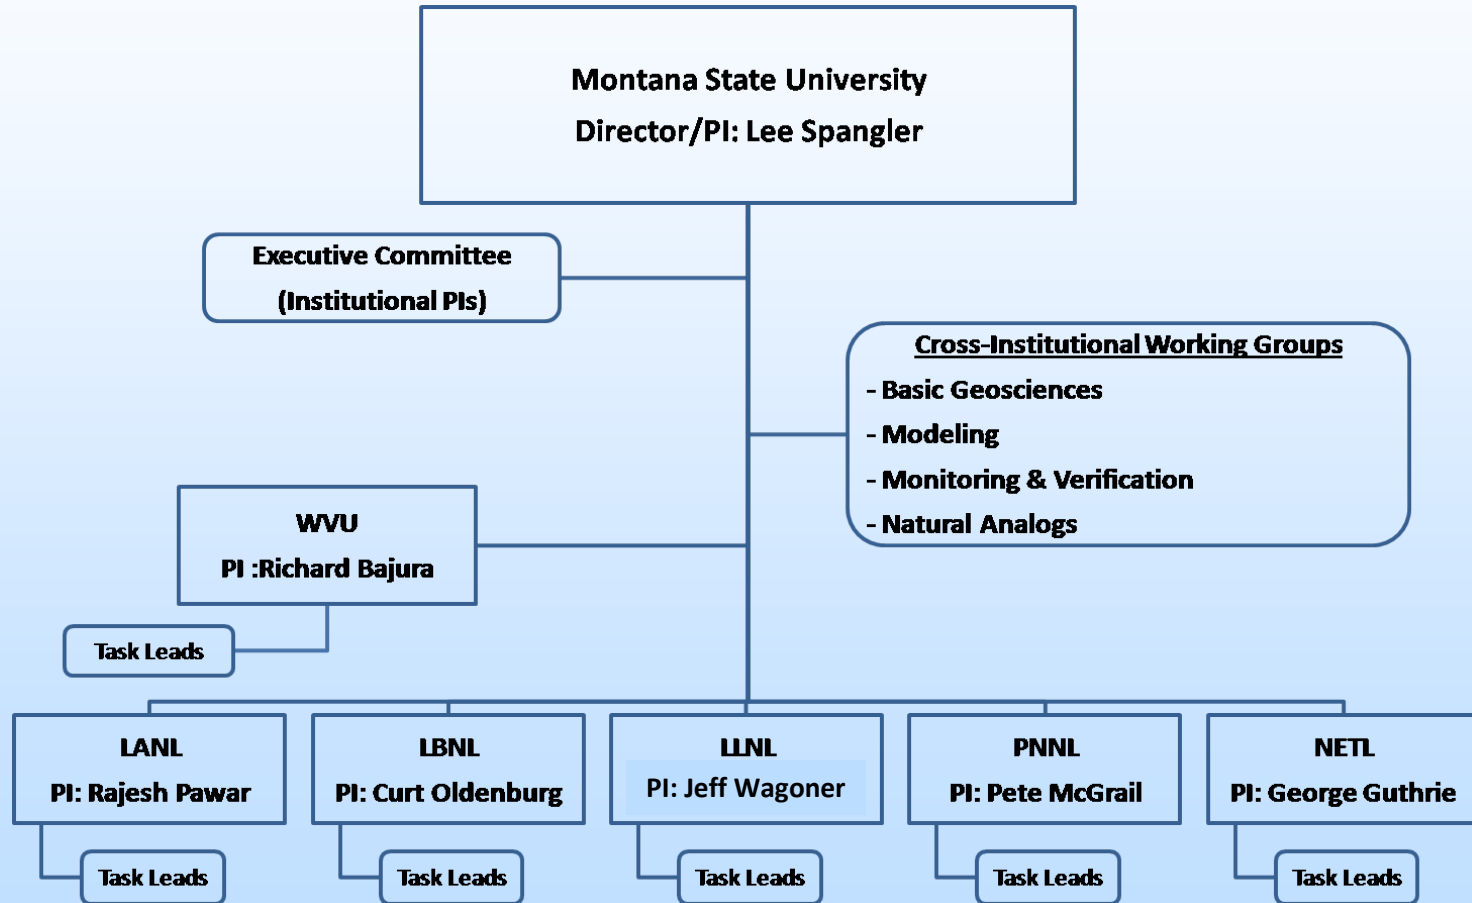 Montana State University
Director/PI: Lee Spangler
Executive Committee
(Institutional PIs)
Cross-Institutional Working Groups
- Basic Geosciences
- Modeling
- Monitoring & Verification
- Natural Analogs
WVU
PI :Richard Bajura
Task Leads
LANL
PI: Rajesh Pawar
LBNL
PI: Curt Oldenburg
LLNL
PI: Jeff Wagoner
PNNL
PI: Pete McGrail
NETL
PI: George Guthrie
Task Leads
Task Leads
Task Leads
Task Leads
Task Leads